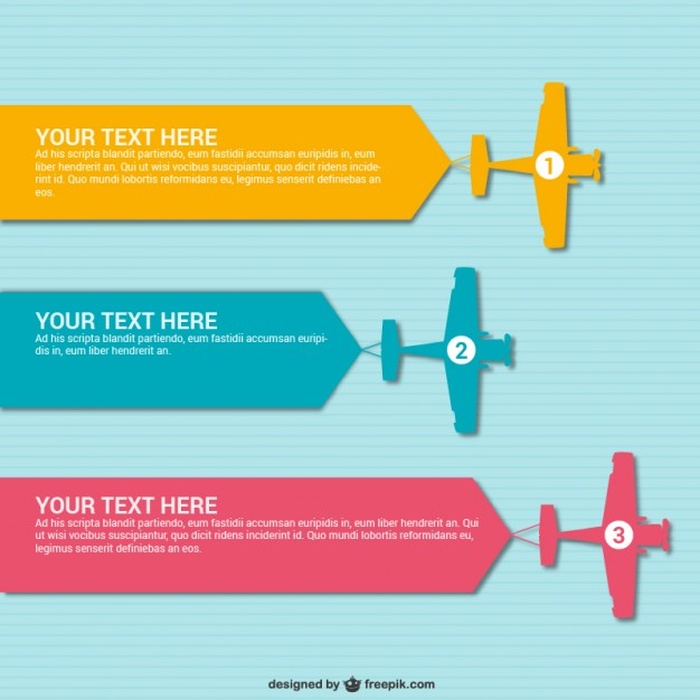 YOUR TEXT HERE
Ad his scripta blandit partiendo, eum fastidii accumsan euripidis in, eum
liber hendrerit an. Qui ut wisi vocibus suscipiantur, quo dicit ridens incide-
rint id. Quo mundi lobortis reformidans eu, legimus senserit definiebas an
eos.
1
YOUR TEXT HERE
Ad his scripta blandit partiendo, eum fastidii accumsan euripi-
dis in, eum liber hendrerit an.
2
YOUR TEXT HERE
Ad his scripta blandit partiendo, eum fastidii accumsan euripidis in, eum liber hendrerit an. Qui
ut wisi vocibus suscipiantur, quo dicit ridens inciderint id. Quo mundi lobortis reformidans eu,
legimus senserit definiebas an eos.
3
designed by freepik.com